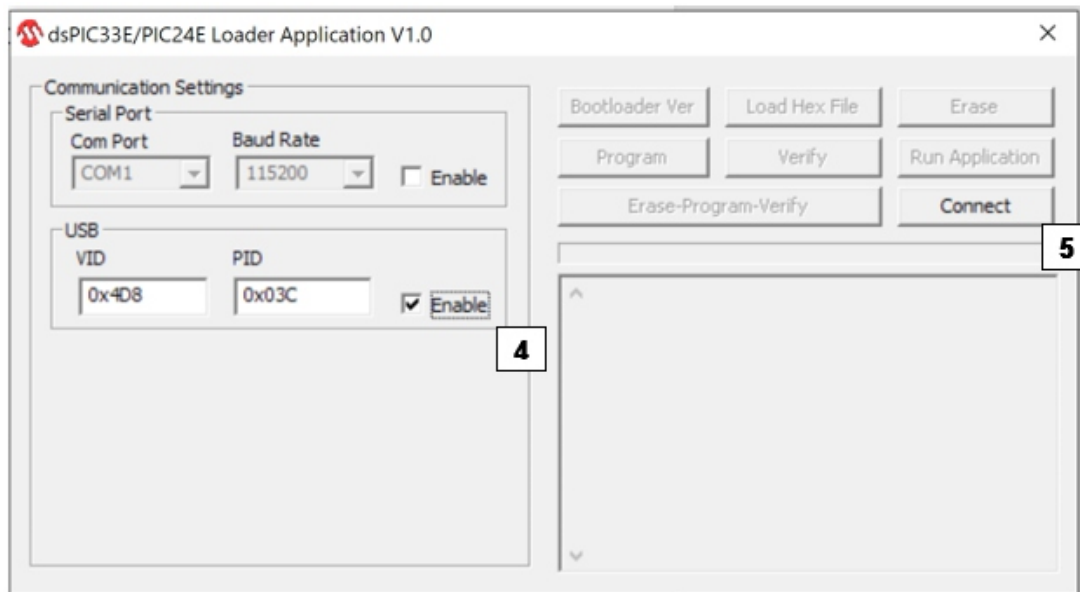 dsPIC33E/PIC24E Loader Application V1.0
Communication Settings
Serial Port
Com Port Baud Rate
COM1 115200 Enable
USB
VID PID
0x4D8 0x03C Enable
4
Bootloader Ver Load Hex File Erase
Program Verify Run Application
Erase-Program-Verify Connect
5